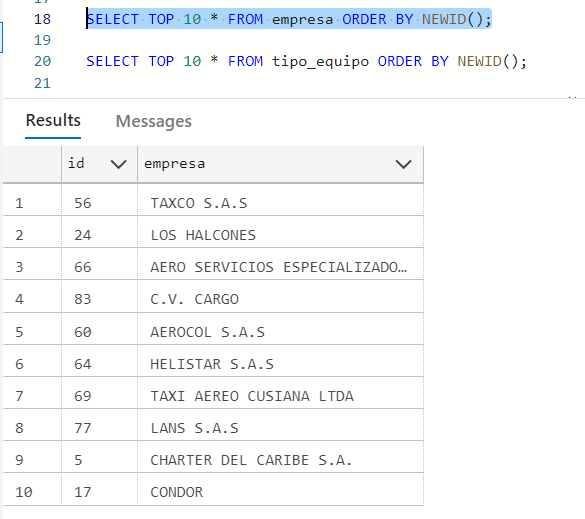 18 SELECT TOP 10 * FROM empresa ORDER BY NEWID();
19
20 SELECT TOP 10 * FROM tipo_equipo ORDER BY NEWID();
21
Results Messages
id empresa
1 56 TAXCO S.A.S
2 24 LOS HALCONES
3 66 AERO SERVICIOS ESPECIALIZADO…
4 83 C.V. CARGO
5 60 AEROCOL S.A.S
6 64 HELISTAR S.A.S
7 69 TAXI AEREO CUSIANA LTDA
8 77 LANS S.A.S
9 5 CHARTER DEL CARIBE S.A.
10 17 CONDOR